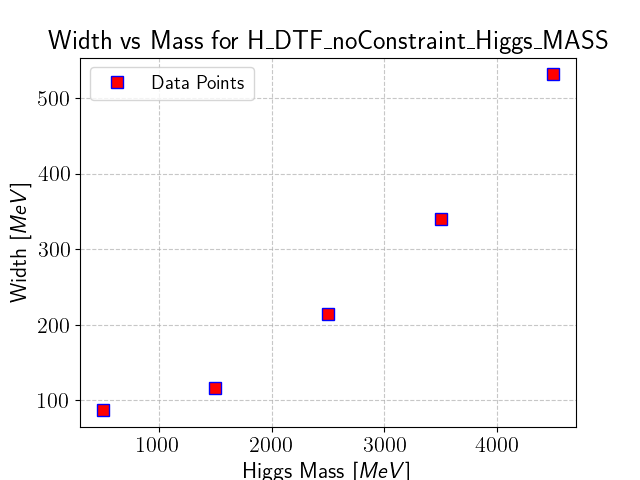 Width vs Mass for H_DTF_noConstraint_Higgs_MASS
Data Points
500
400
300
200
100
Width [MeV]
1000 2000 3000 4000
Higgs Mass [MeV]